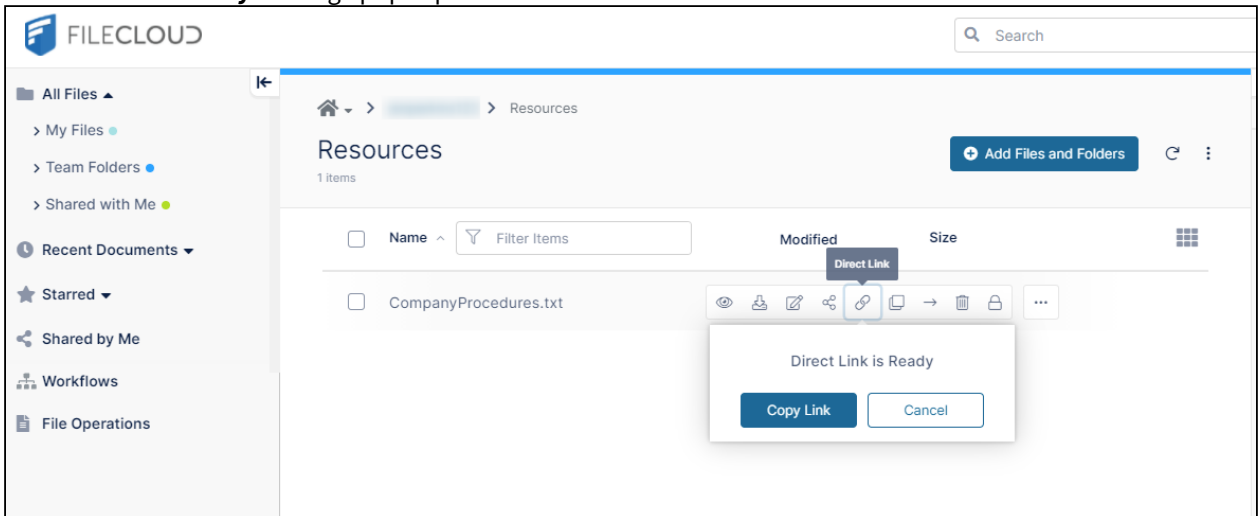 FILECLOUD
Search
All Files
My Files
Team Folders
Shared with Me
Recent Documents
Starred
Shared by Me
Workflows
File Operations
Resources
Resources
1 items
Add Files and Folders
Name
Filter Items
Modified
Size
Direct Link
CompanyProcedures.txt
Direct Link is Ready
Copy Link
Cancel